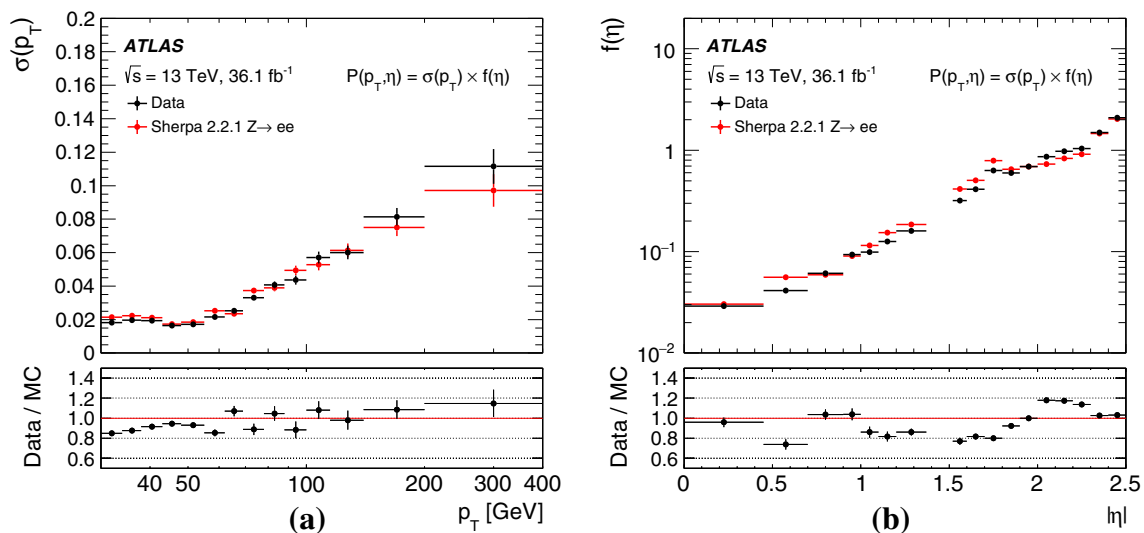 σ(p_T)
0.2
0.18
0.16
0.14
0.12
0.1
0.08
0.06
0.04
0.02
0
ATLAS
√s = 13 TeV, 36.1 fb⁻¹
P(p_T,η) = σ(p_T) × f(η)
Data
Sherpa 2.2.1 Z→ ee
Data / MC
1.4
1.2
1.0
0.8
0.6
40 50 100 200 300 400
p_T [GeV]
(a)
f(η)
10
1
10⁻¹
10⁻²
ATLAS
√s = 13 TeV, 36.1 fb⁻¹
P(p_T,η) = σ(p_T) × f(η)
Data
Sherpa 2.2.1 Z→ ee
Data / MC
1.4
1.2
1.0
0.8
0.6
0 0.5 1 1.5 2 2.5
|η|
(b)